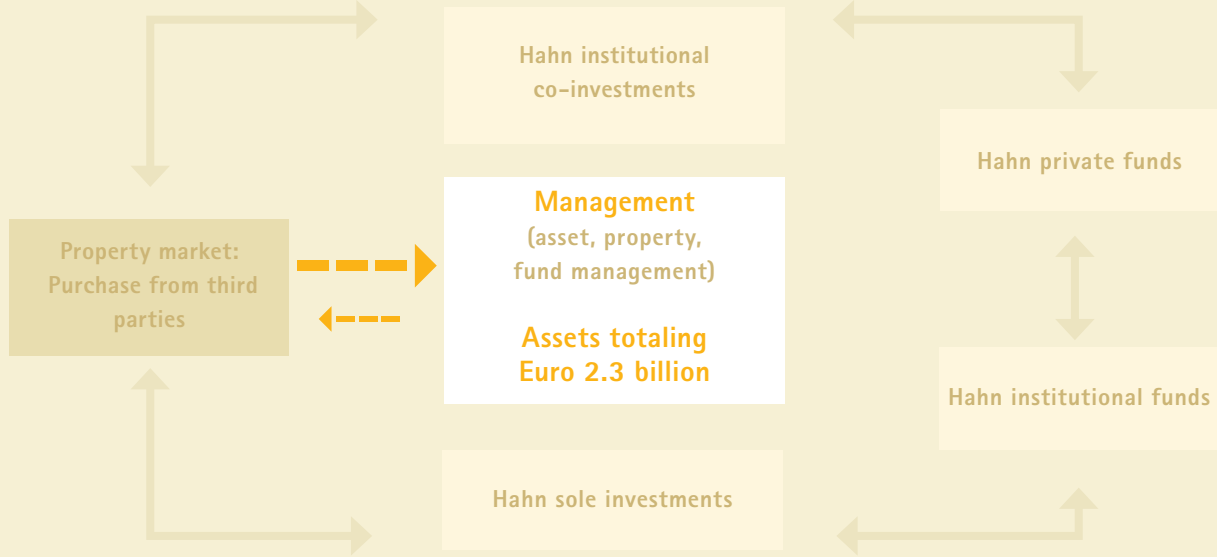 Hahn institutional
co-investments
Hahn private funds
Property market:
Purchase from third
parties
Management
(asset, property,
fund management)
Assets totaling
Euro 2.3 billion
Hahn institutional funds
Hahn sole investments